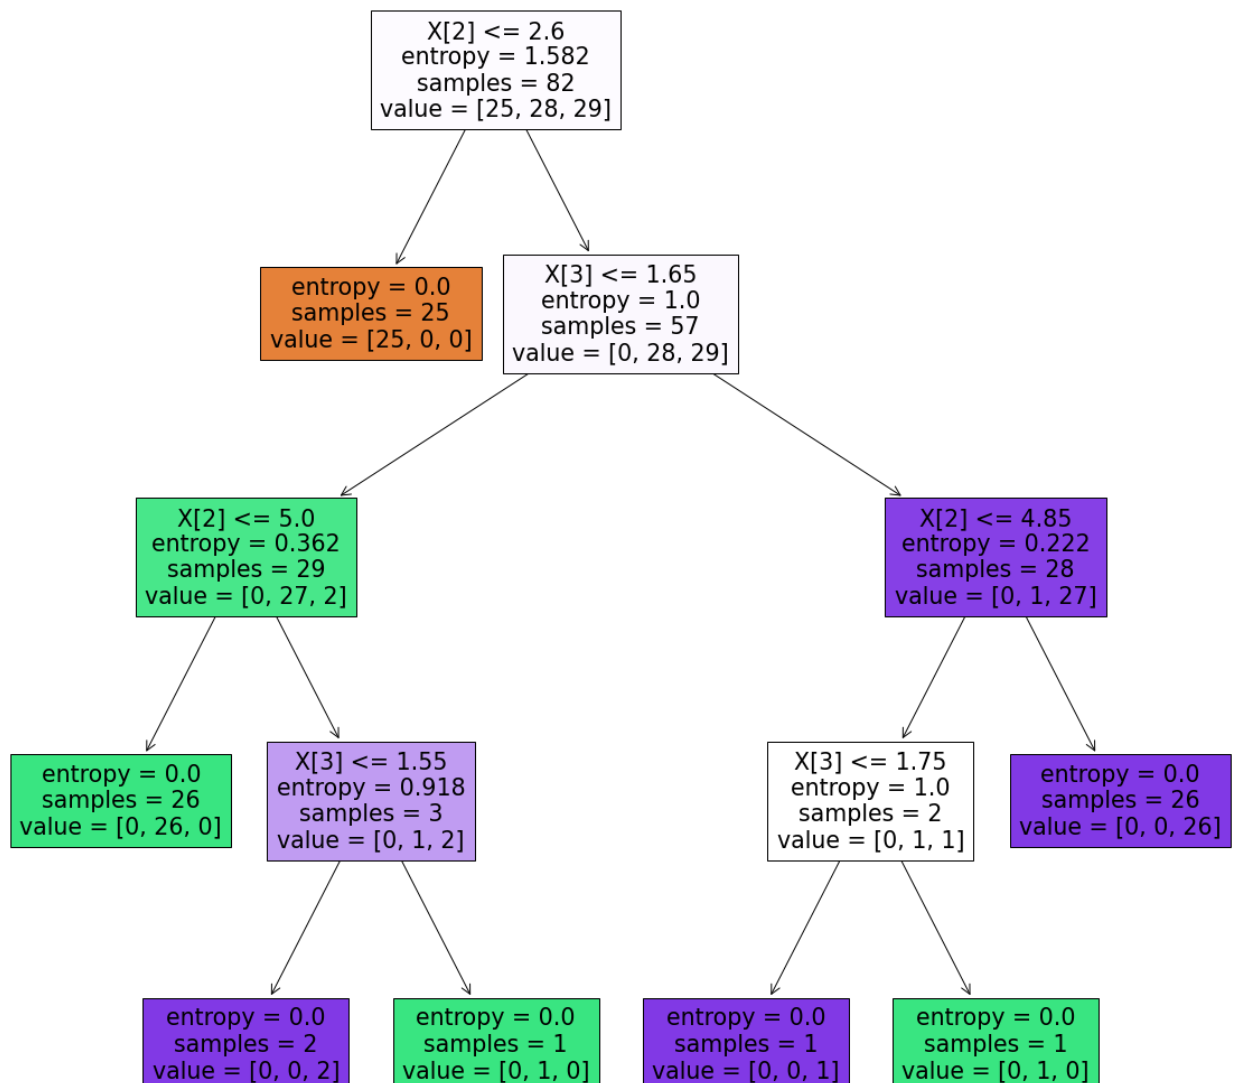 X[2] <= 2.6
entropy = 1.582
samples = 82
value = [25, 28, 29]
entropy = 0.0
samples = 25
value = [25, 0, 0]
X[3] <= 1.65
entropy = 1.0
samples = 57
value = [0, 28, 29]
X[2] <= 5.0
entropy = 0.362
samples = 29
value = [0, 27, 2]
X[2] <= 4.85
entropy = 0.222
samples = 28
value = [0, 1, 27]
entropy = 0.0
samples = 26
value = [0, 26, 0]
X[3] <= 1.55
entropy = 0.918
samples = 3
value = [0, 1, 2]
X[3] <= 1.75
entropy = 1.0
samples = 2
value = [0, 1, 1]
entropy = 0.0
samples = 26
value = [0, 0, 26]
entropy = 0.0
samples = 2
value = [0, 0, 2]
entropy = 0.0
samples = 1
value = [0, 1, 0]
entropy = 0.0
samples = 1
value = [0, 0, 1]
entropy = 0.0
samples = 1
value = [0, 1, 0]